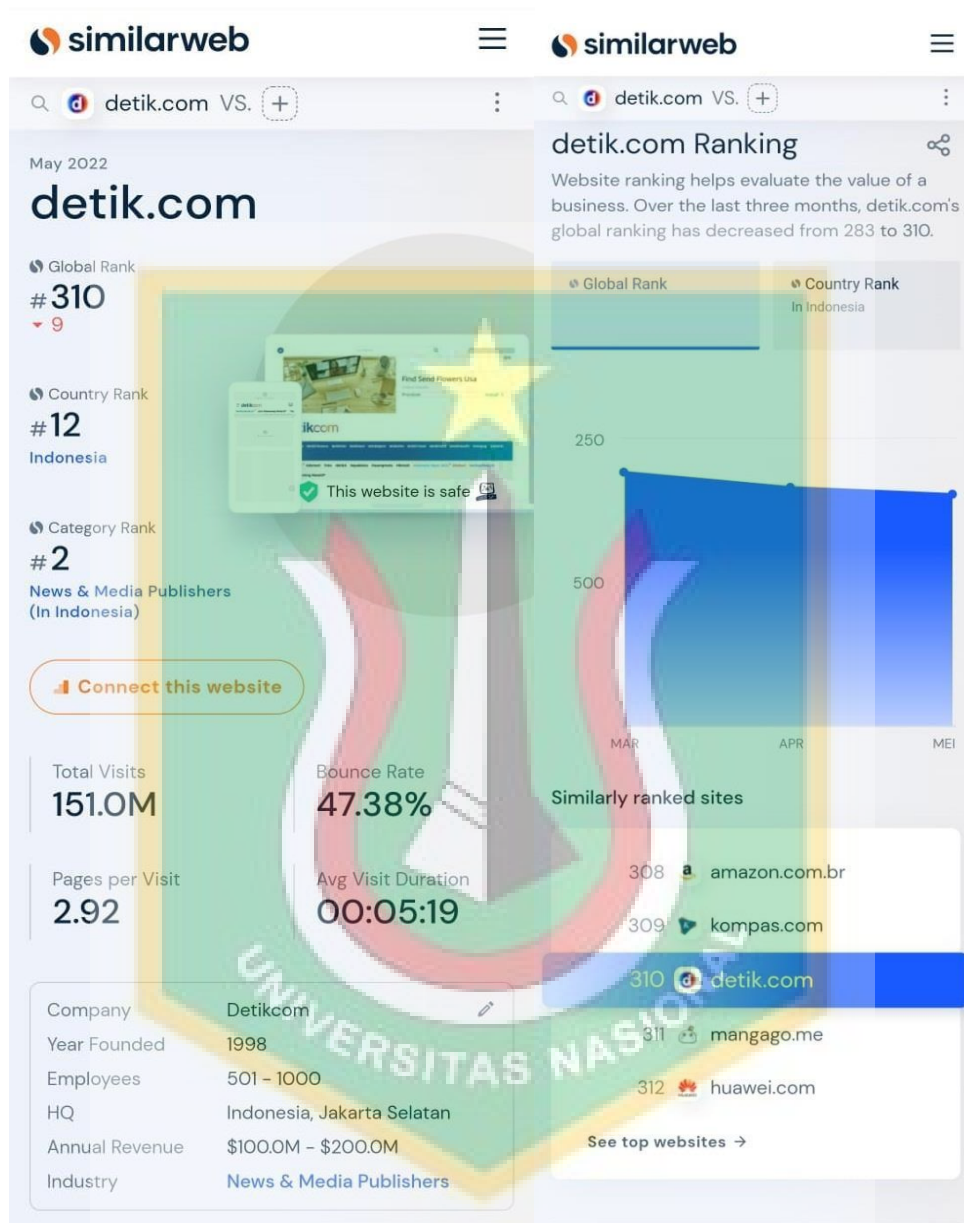 similarweb
detik.com VS. +
May 2022
detik.com
Global Rank
#310
9
Country Rank
#12
Indonesia
Category Rank
#2
News & Media Publishers
(In Indonesia)
Find Send Flowers Usa
This website is safe
Connect this website
Total Visits
151.0M
Bounce Rate
47.38%
Pages per Visit
2.92
Avg Visit Duration
00:05:19
Company Detikcom
Year Founded 1998
Employees 501 - 1000
HQ Indonesia, Jakarta Selatan
Annual Revenue $100.0M - $200.0M
Industry News & Media Publishers
similarweb
detik.com VS. +
detik.com Ranking
Website ranking helps evaluate the value of a
business. Over the last three months, detik.com's
global ranking has decreased from 283 to 310.
Global Rank
Country Rank
In Indonesia
250
500
MAR APR MEI
Similarly ranked sites
308 amazon.com.br
309 kompas.com
310 detik.com
311 mangago.me
312 huawei.com
See top websites →
UNIVERSITAS NASIONAL